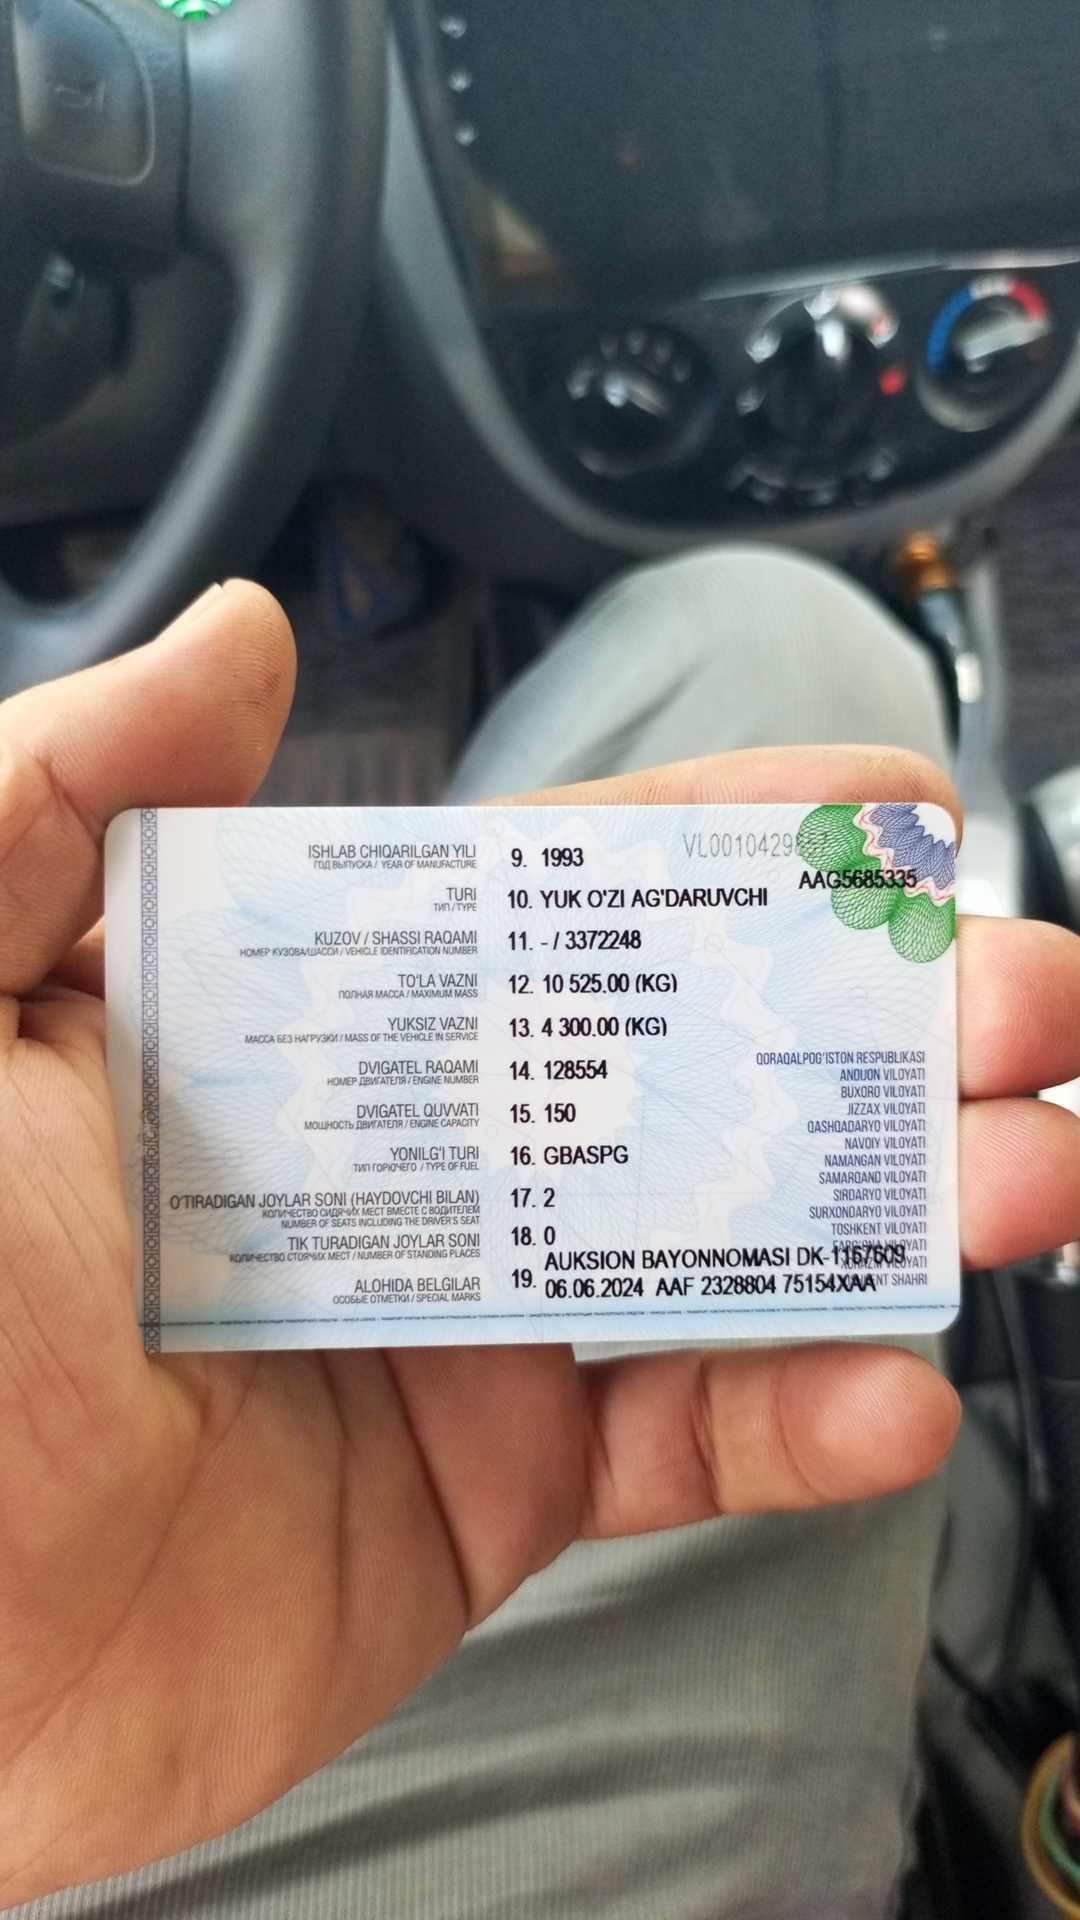 VL0010429
AAG5685335
ISHLAB CHIQARILGAN YILI
ГОД ВЫПУСКА / YEAR OF MANUFACTURE
9. 1993
TURI
ТИП / TYPE
10. YUK O'ZI AG'DARUVCHI
KUZOV / SHASSI RAQAMI
НОМЕР КУЗОВА/ШАССИ / VEHICLE IDENTIFICATION NUMBER
11. - / 3372248
TO'LA VAZNI
ПОЛНАЯ МАССА / MAXIMUM MASS
12. 10 525.00 (KG)
YUKSIZ VAZNI
МАССА БЕЗ НАГРУЗКИ / MASS OF THE VEHICLE IN SERVICE
13. 4 300.00 (KG)
DVIGATEL RAQAMI
НОМЕР ДВИГАТЕЛЯ / ENGINE NUMBER
14. 128554
DVIGATEL QUVVATI
МОЩНОСТЬ ДВИГАТЕЛЯ / ENGINE CAPACITY
15. 150
YONILG'I TURI
ТИП ГОРЮЧЕГО / TYPE OF FUEL
16. GBASPG
O'TIRADIGAN JOYLAR SONI (HAYDOVCHI BILAN)
КОЛИЧЕСТВО СИДЯЧИХ МЕСТ ВМЕСТЕ С ВОДИТЕЛЕМ
NUMBER OF SEATS INCLUDING THE DRIVER'S SEAT
17. 2
TIK TURADIGAN JOYLAR SONI
КОЛИЧЕСТВО СТОЯЧИХ МЕСТ / NUMBER OF STANDING PLACES
18. 0
ALOHIDA BELGILAR
ОСОБЫЕ ОТМЕТКИ / SPECIAL MARKS
19. AUKSION BAYONNOMASI DK-1167609
06.06.2024 AAF 2328804 75154XAA
QORAQALPOG'ISTON RESPUBLIKASI
ANDIJON VILOYATI
BUXORO VILOYATI
JIZZAX VILOYATI
QASHQADARYO VILOYATI
NAVOIY VILOYATI
NAMANGAN VILOYATI
SAMARQAND VILOYATI
SIRDARYO VILOYATI
SURXONDARYO VILOYATI
TOSHKENT VILOYATI
FARG'ONA VILOYATI
XORAZM VILOYATI
TOSHKENT SHAHRI